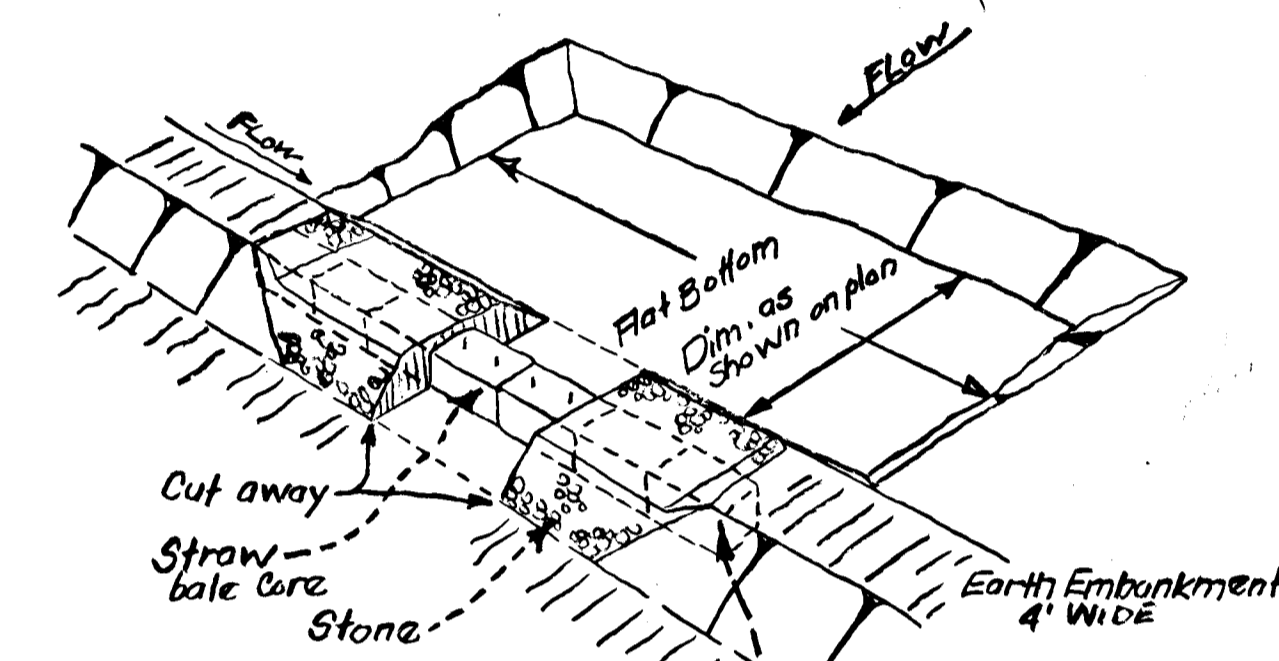 FLOW
FLOW
Flat Bottom
Dim. as
shown on plan
Cut away
Straw
bale Core
Stone
Earth Embankment
4' WIDE